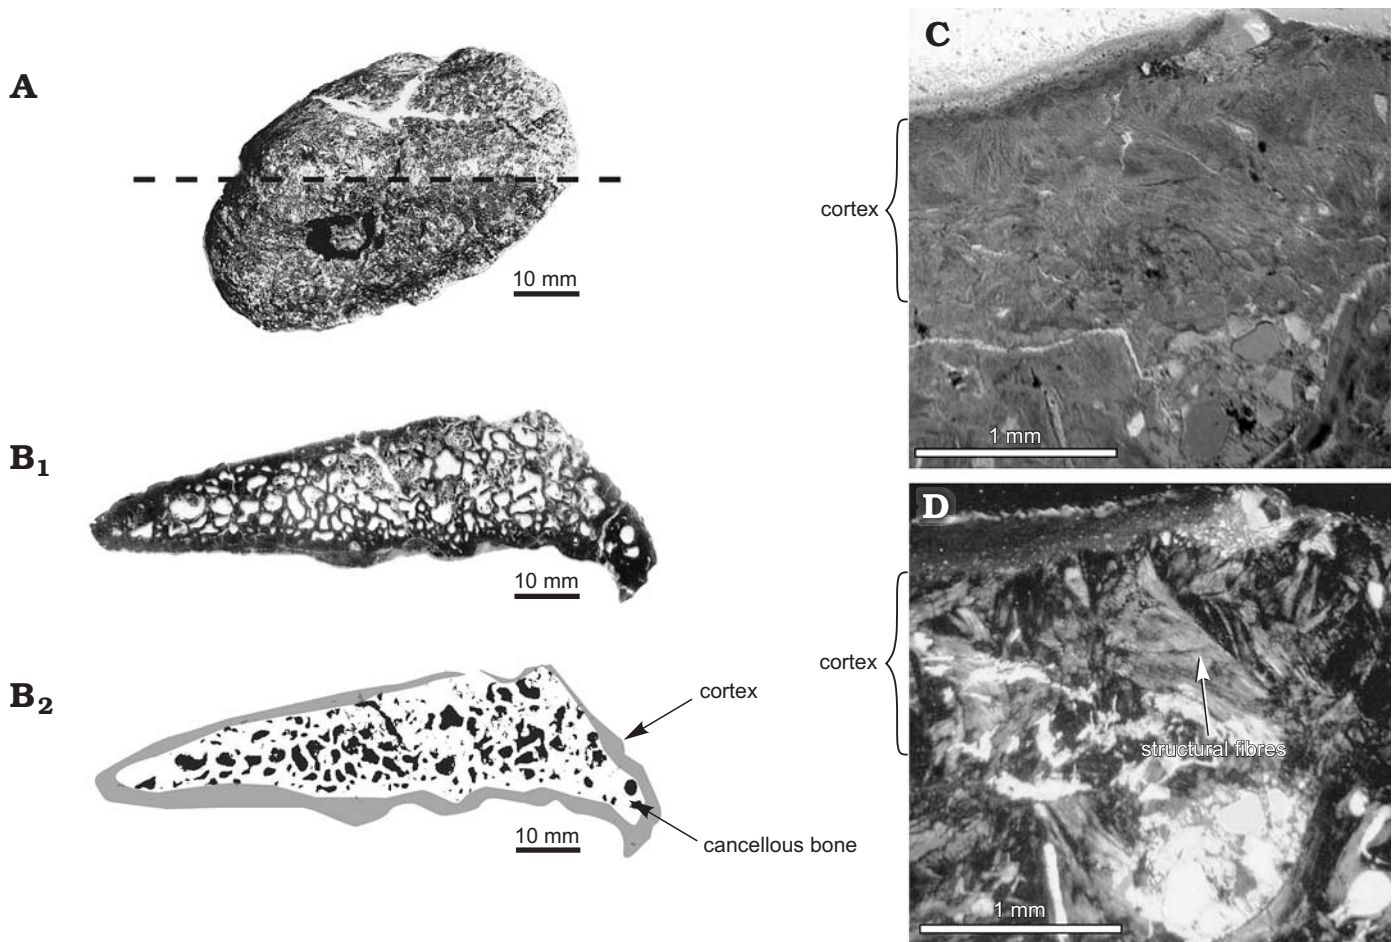 A
10 mm
B1
10 mm
B2
cortex
10 mm
cancellous bone
C
cortex
1 mm
D
cortex
structural fibres
1 mm